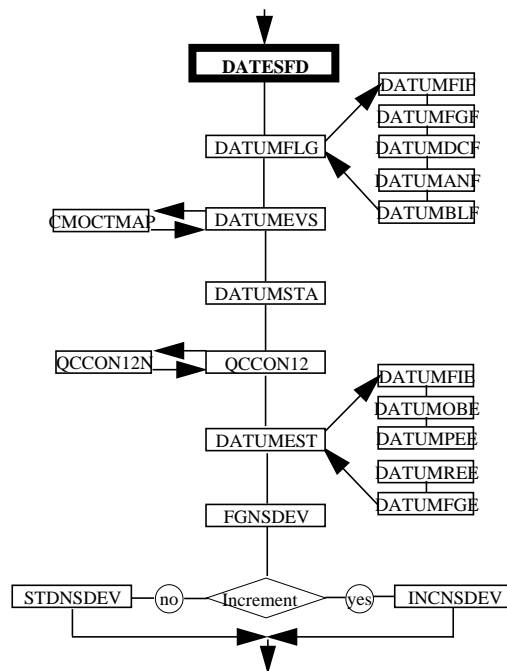 DATESFD
DATUMFIF
DATUMFGF
DATUMFLG
DATUMDCF
DATUMANF
DATUMBLF
CMOCTMAP
DATUMEVS
DATUMSTA
QCCON12N
QCCON12
DATUMFIE
DATUMOBE
DATUMEST
DATUMPEE
DATUMREE
DATUMFGE
FGNSDEV
STDNSDEV
no
Increment
yes
INCNSDEV